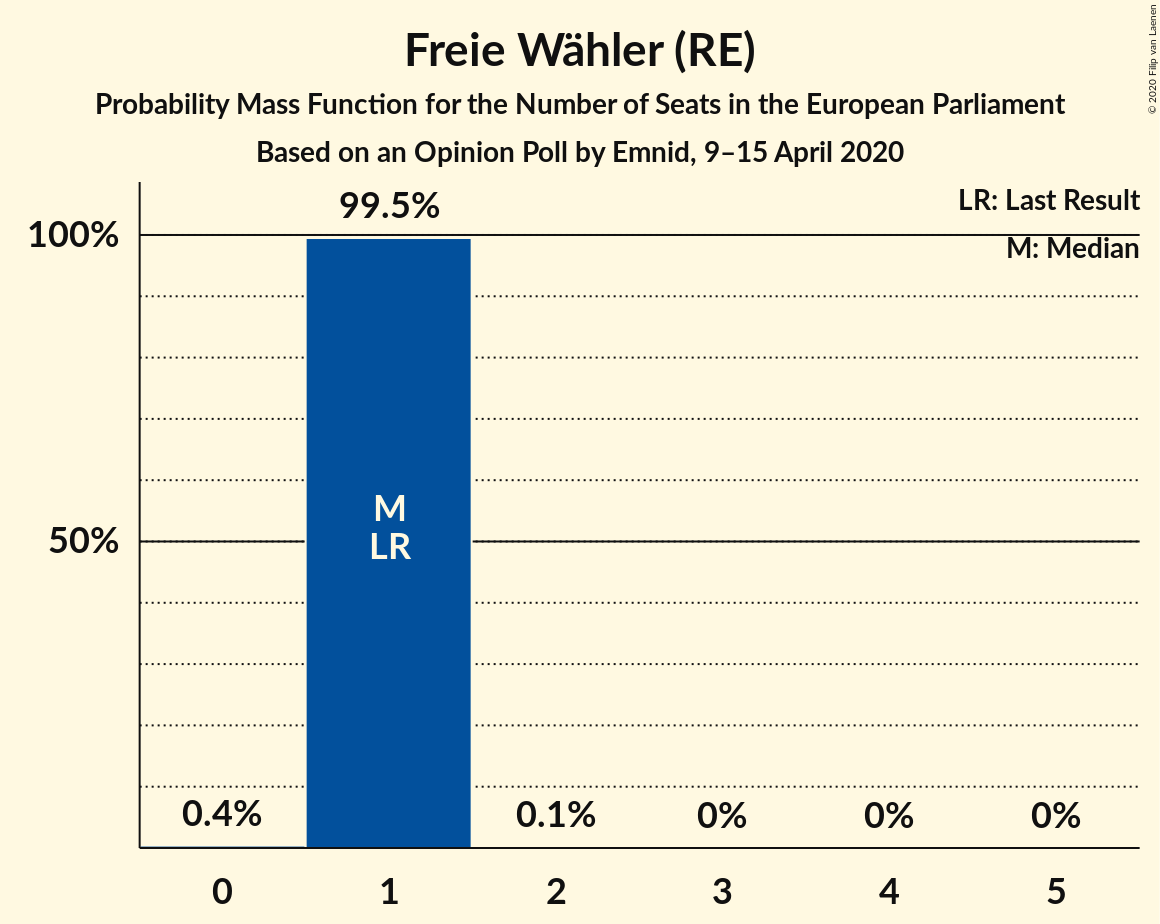 Freie Wähler (RE)
Probability Mass Function for the Number of Seats in the European Parliament
Based on an Opinion Poll by Emnid, 9–15 April 2020
© 2020 Filip van Laenen
LR: Last Result
M: Median
99.5%
100%
50%
M
LR
0.4%
0.1%
0%
0%
0%
0
1
2
3
4
5